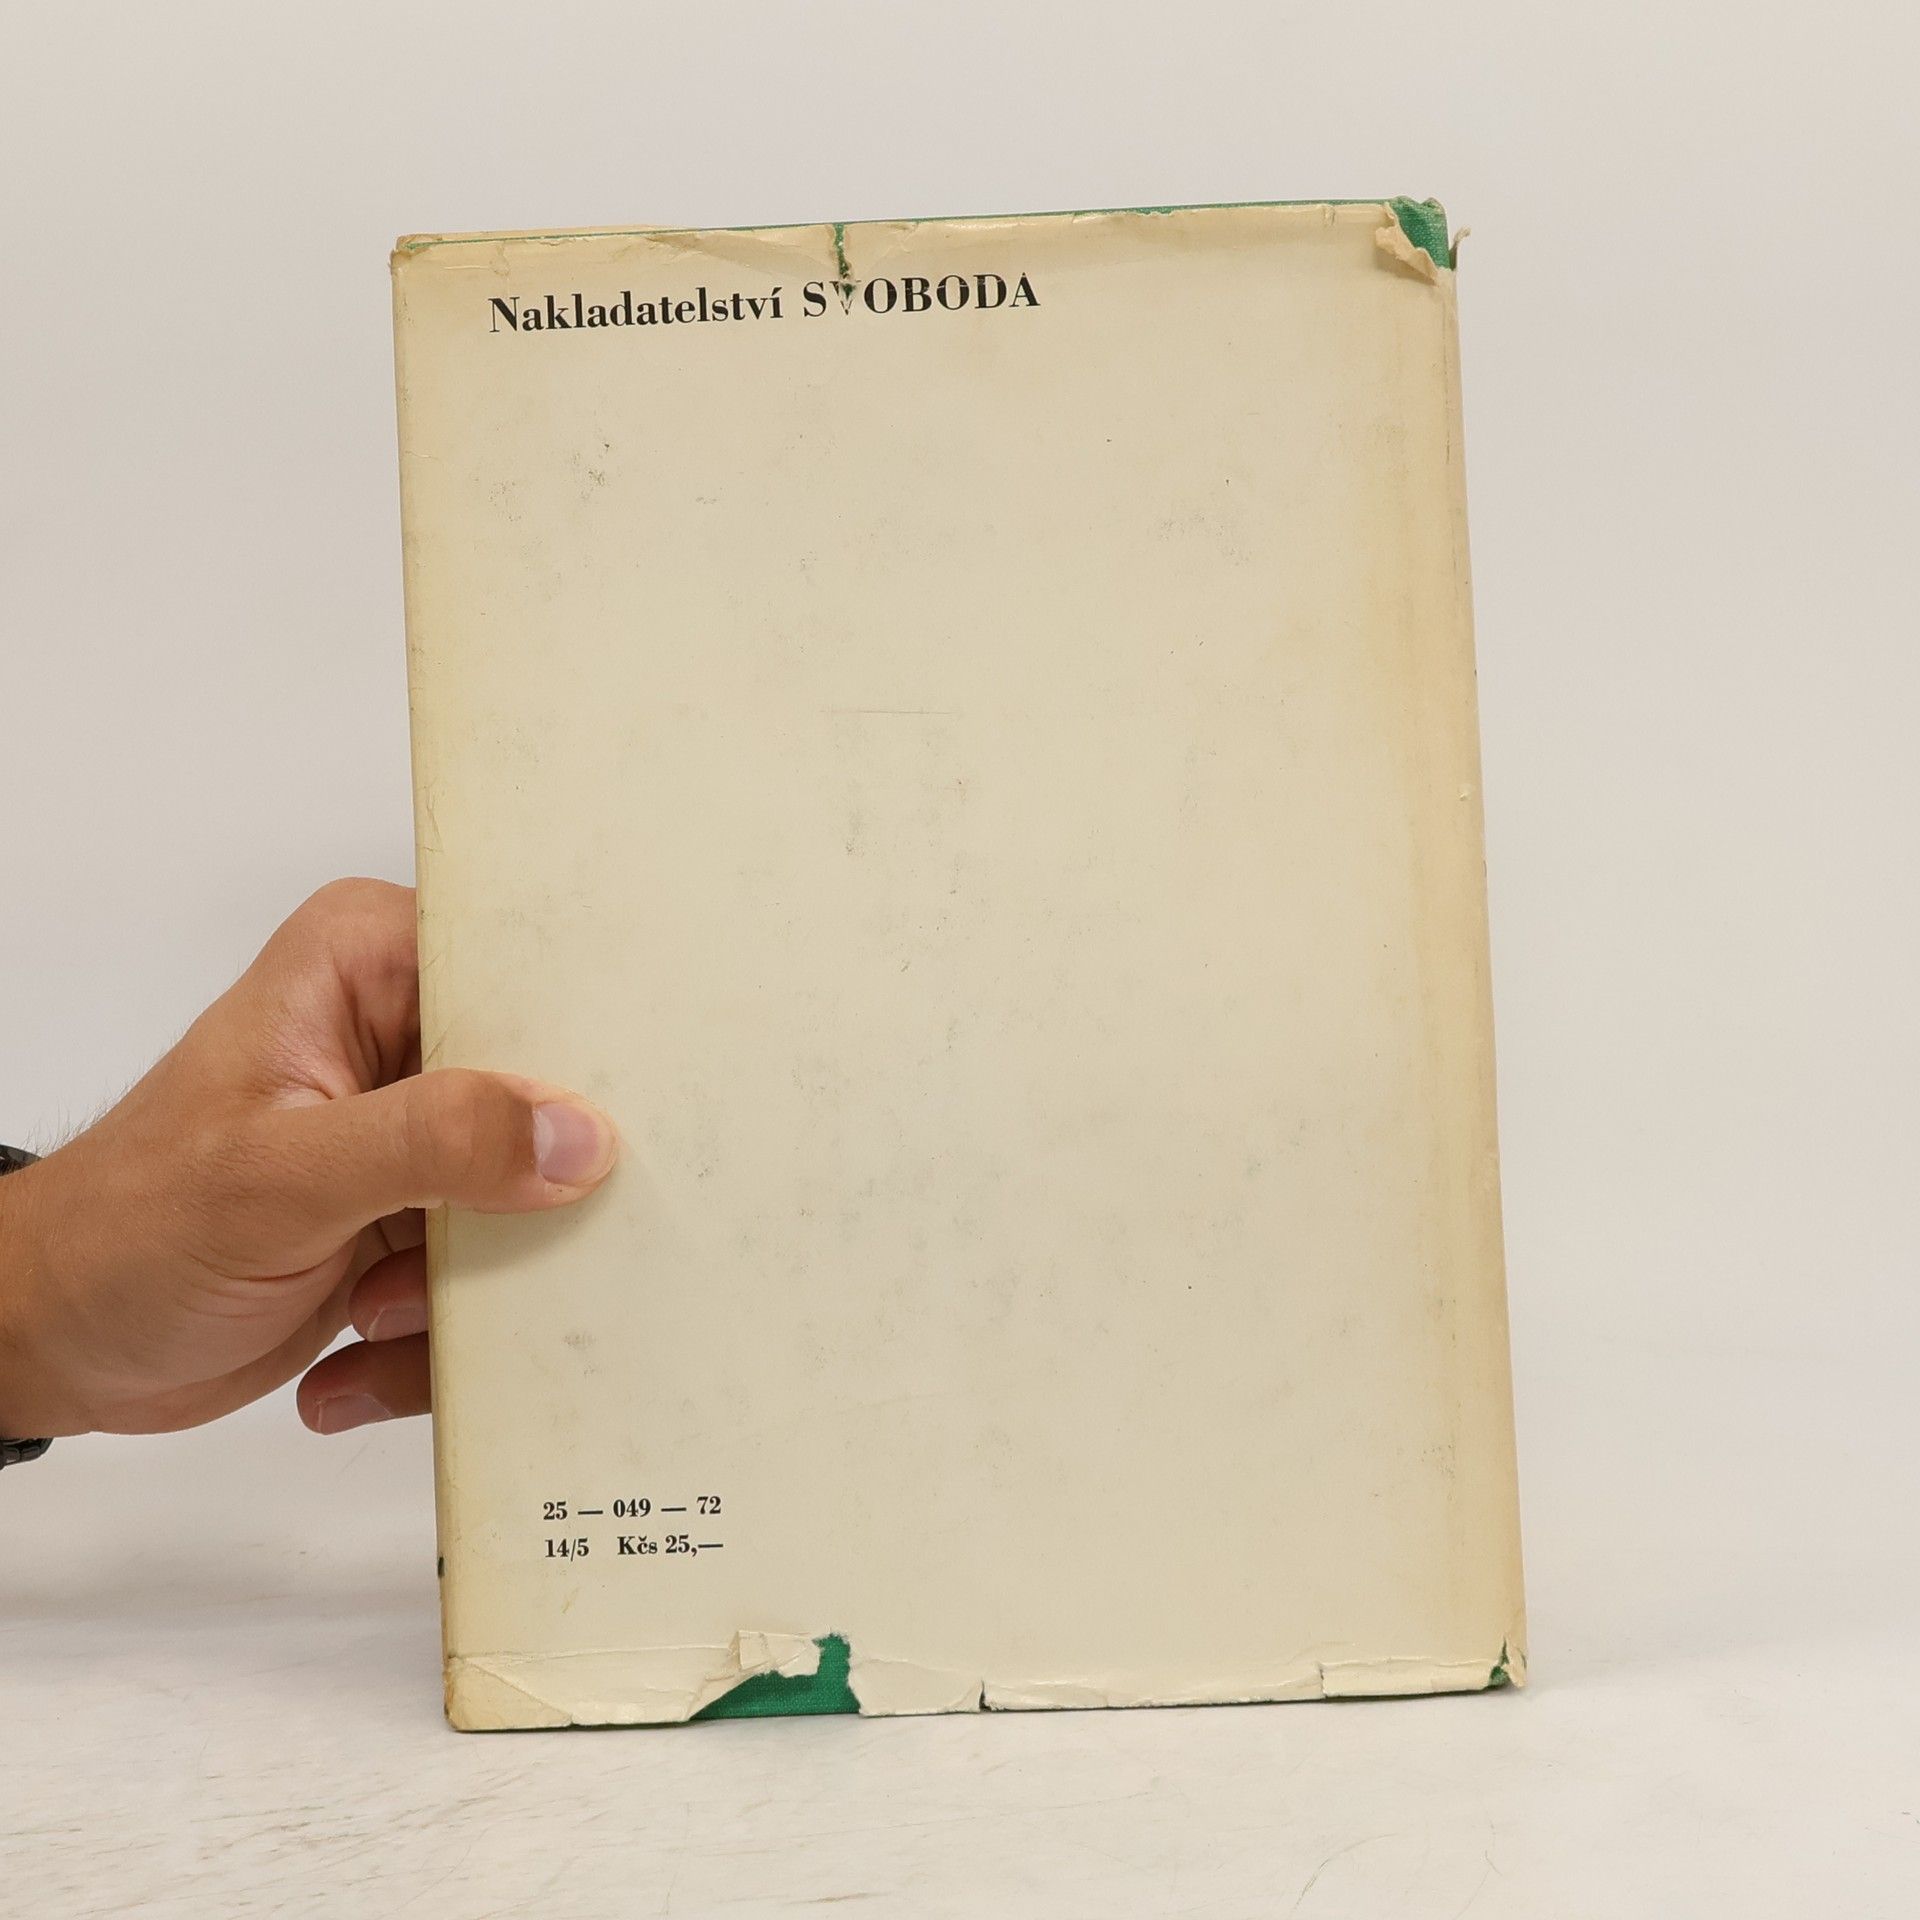 Nakladatelství SVOBODA
25 — 049 — 72
14/5 Kčs 25,—